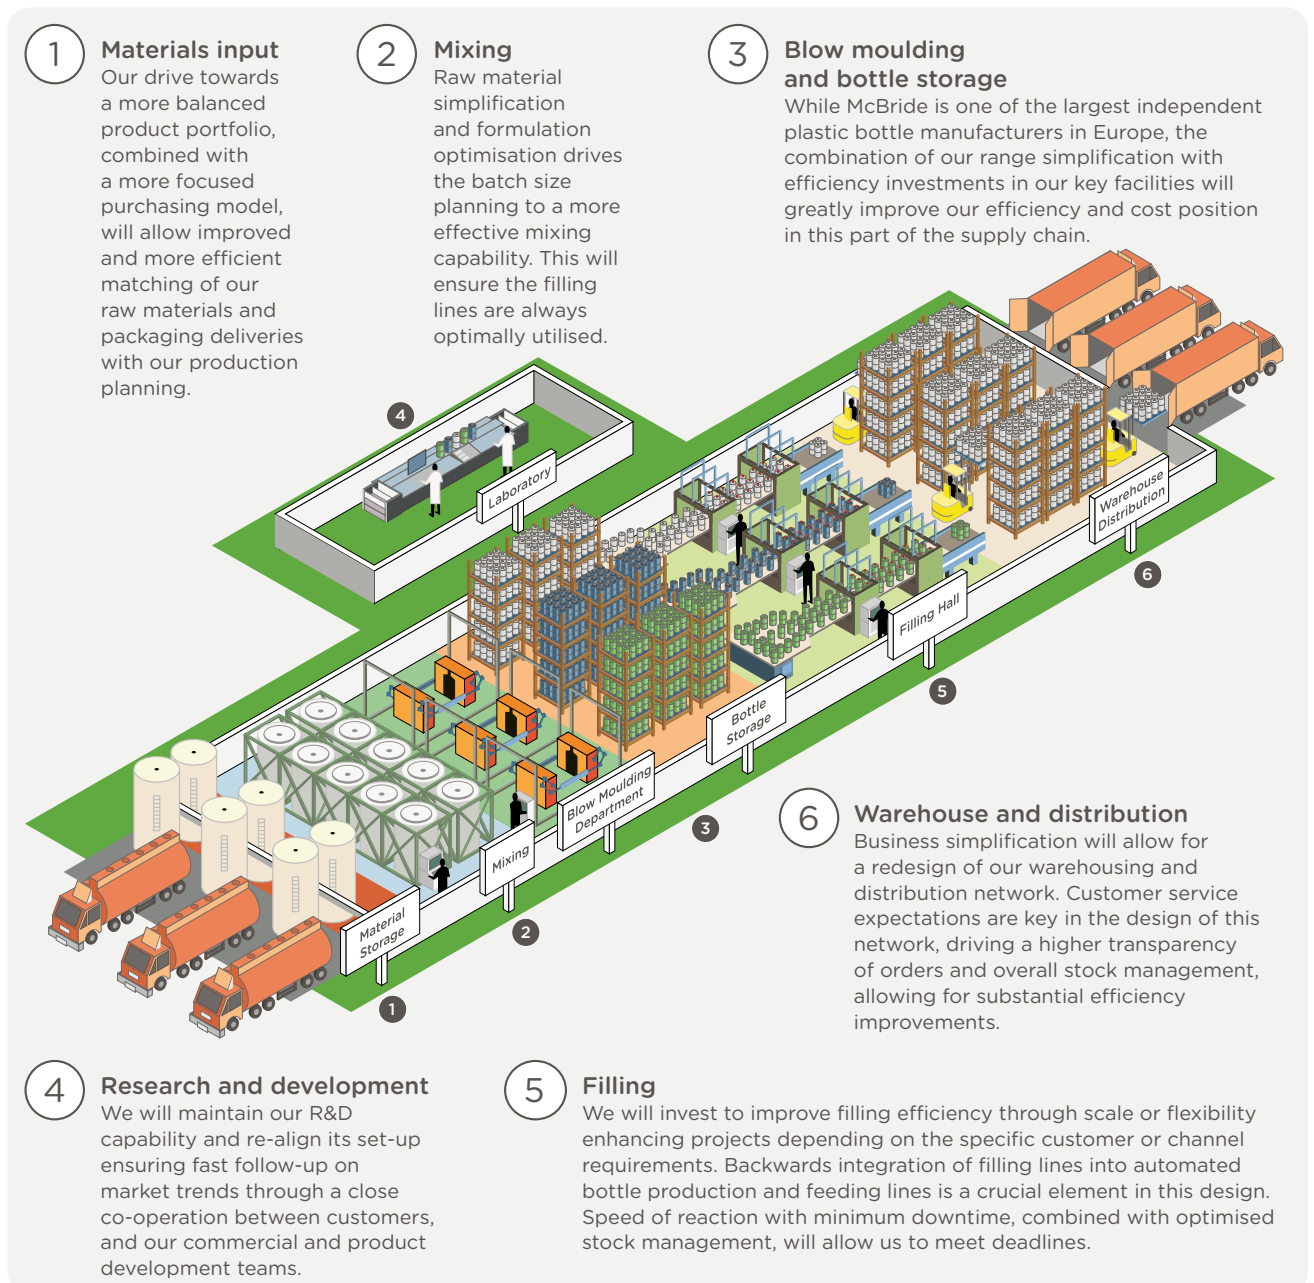 1
Materials input
Our drive towards
a more balanced
product portfolio,
combined with
a more focused
purchasing model,
will allow improved
and more efficient
matching of our
raw materials and
packaging deliveries
with our production
planning.
2
Mixing
Raw material
simplification
and formulation
optimisation drives
the batch size
planning to a more
effective mixing
capability. This will
ensure the filling
lines are always
optimally utilised.
3
Blow moulding
and bottle storage
While McBride is one of the largest independent
plastic bottle manufacturers in Europe, the
combination of our range simplification with
efficiency investments in our key facilities will
greatly improve our efficiency and cost position
in this part of the supply chain.
4
Laboratory
Warehouse
Distribution
6
Filling Hall
5
Bottle
Storage
3
Blow Moulding
Department
Mixing
2
Material
Storage
1
6
Warehouse and distribution
Business simplification will allow for
a redesign of our warehousing and
distribution network. Customer service
expectations are key in the design of this
network, driving a higher transparency
of orders and overall stock management,
allowing for substantial efficiency
improvements.
4
Research and development
We will maintain our R&D
capability and re-align its set-up
ensuring fast follow-up on
market trends through a close
co-operation between customers,
and our commercial and product
development teams.
5
Filling
We will invest to improve filling efficiency through scale or flexibility
enhancing projects depending on the specific customer or channel
requirements. Backwards integration of filling lines into automated
bottle production and feeding lines is a crucial element in this design.
Speed of reaction with minimum downtime, combined with optimised
stock management, will allow us to meet deadlines.